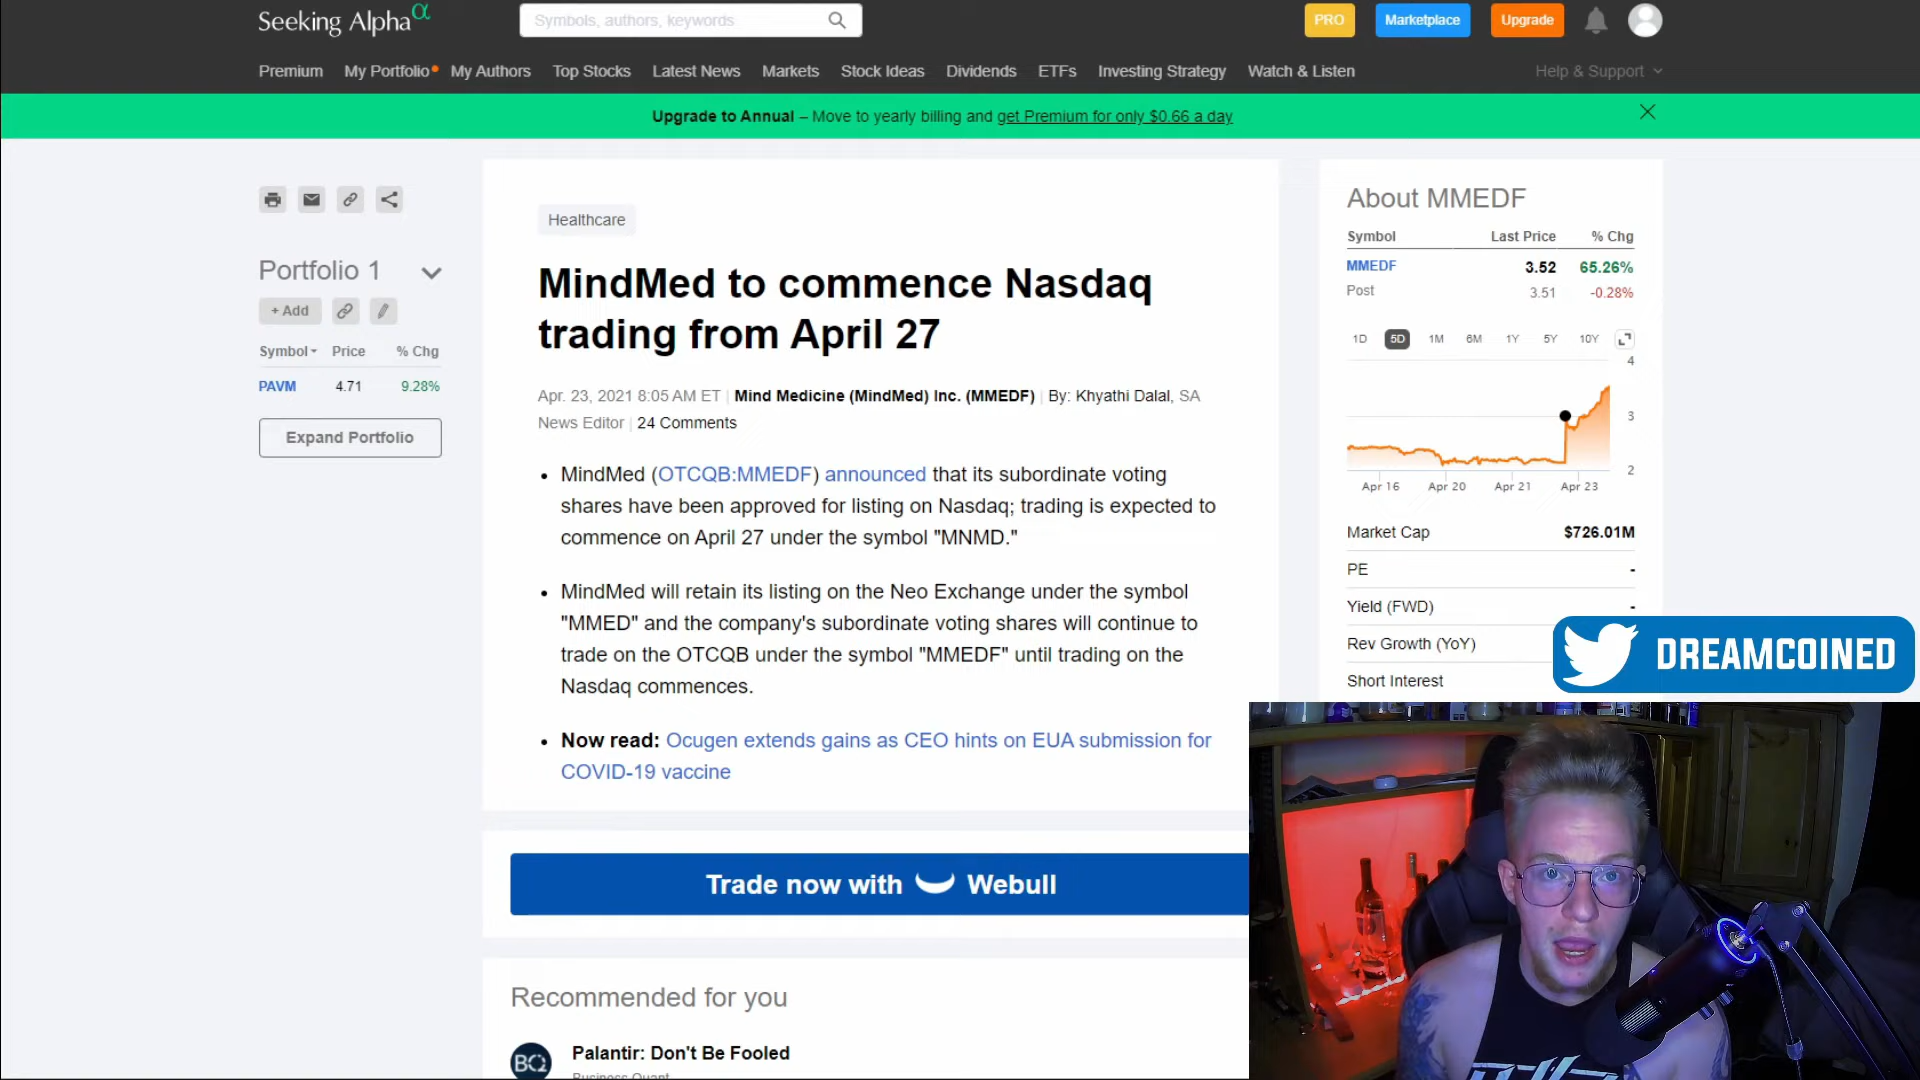 Seeking Alphaα
Symbols, authors, keywords
PRO
Marketplace
Upgrade
Premium
My Portfolio
My Authors
Top Stocks
Latest News
Markets
Stock Ideas
Dividends
ETFs
Investing Strategy
Watch & Listen
Help & Support
Upgrade to Annual – Move to yearly billing and get Premium for only $0.66 a day
Portfolio 1
+ Add
Symbol Price % Chg
PAVM 4.71 9.28%
Expand Portfolio
Healthcare
MindMed to commence Nasdaq
trading from April 27
Apr. 23, 2021 8:05 AM ET | Mind Medicine (MindMed) Inc. (MMEDF) | By: Khyathi Dalal, SA
News Editor | 24 Comments
• MindMed (OTCQB:MMEDF) announced that its subordinate voting
shares have been approved for listing on Nasdaq; trading is expected to
commence on April 27 under the symbol "MNMD."
• MindMed will retain its listing on the Neo Exchange under the symbol
"MMED" and the company's subordinate voting shares will continue to
trade on the OTCQB under the symbol "MMEDF" until trading on the
Nasdaq commences.
• Now read: Ocugen extends gains as CEO hints on EUA submission for
COVID-19 vaccine
Trade now with Webull
Recommended for you
BQ
Palantir: Don't Be Fooled
Business Quant
About MMEDF
Symbol Last Price % Chg
MMEDF 3.52 65.26%
Post 3.51 -0.28%
1D 5D 1M 6M 1Y 5Y 10Y
4
3
2
Apr 16 Apr 20 Apr 21 Apr 23
Market Cap $726.01M
PE -
Yield (FWD) -
Rev Growth (YoY)
Short Interest
DREAMCOINED